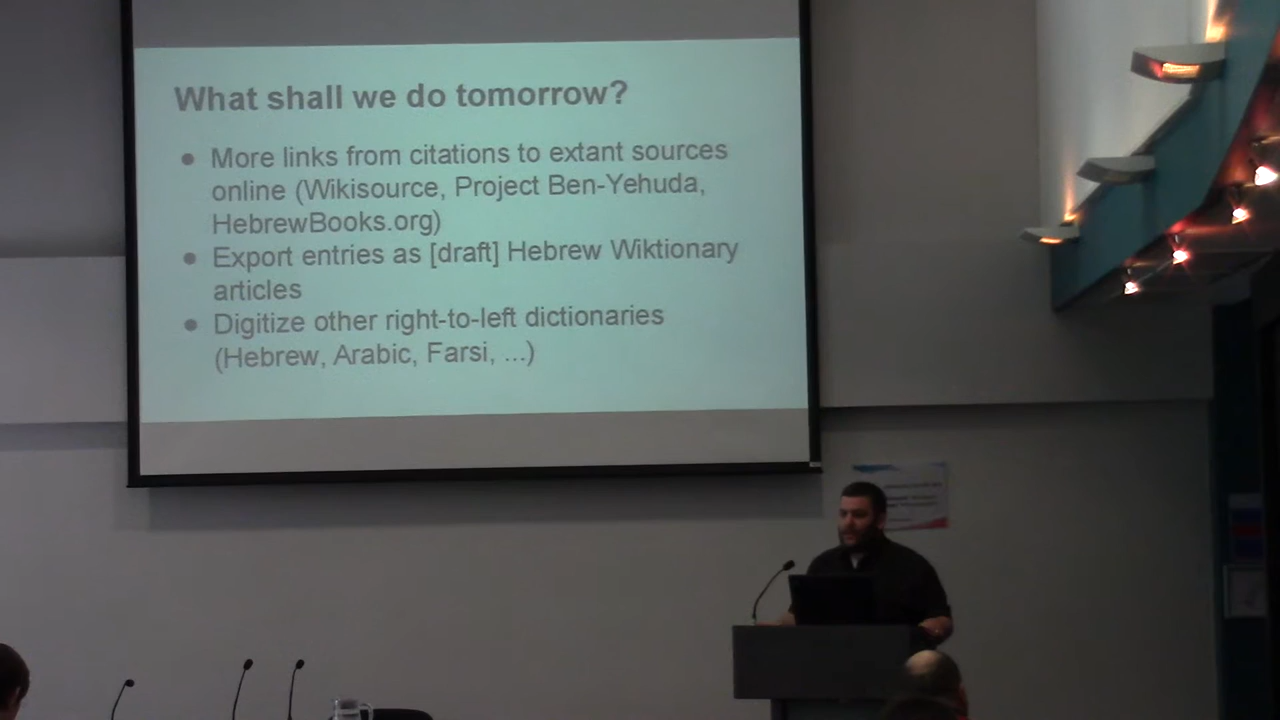 What shall we do tomorrow?
● More links from citations to extant sources
online (Wikisource, Project Ben-Yehuda,
HebrewBooks.org)
● Export entries as [draft] Hebrew Wiktionary
articles
● Digitize other right-to-left dictionaries
(Hebrew, Arabic, Farsi, ...)